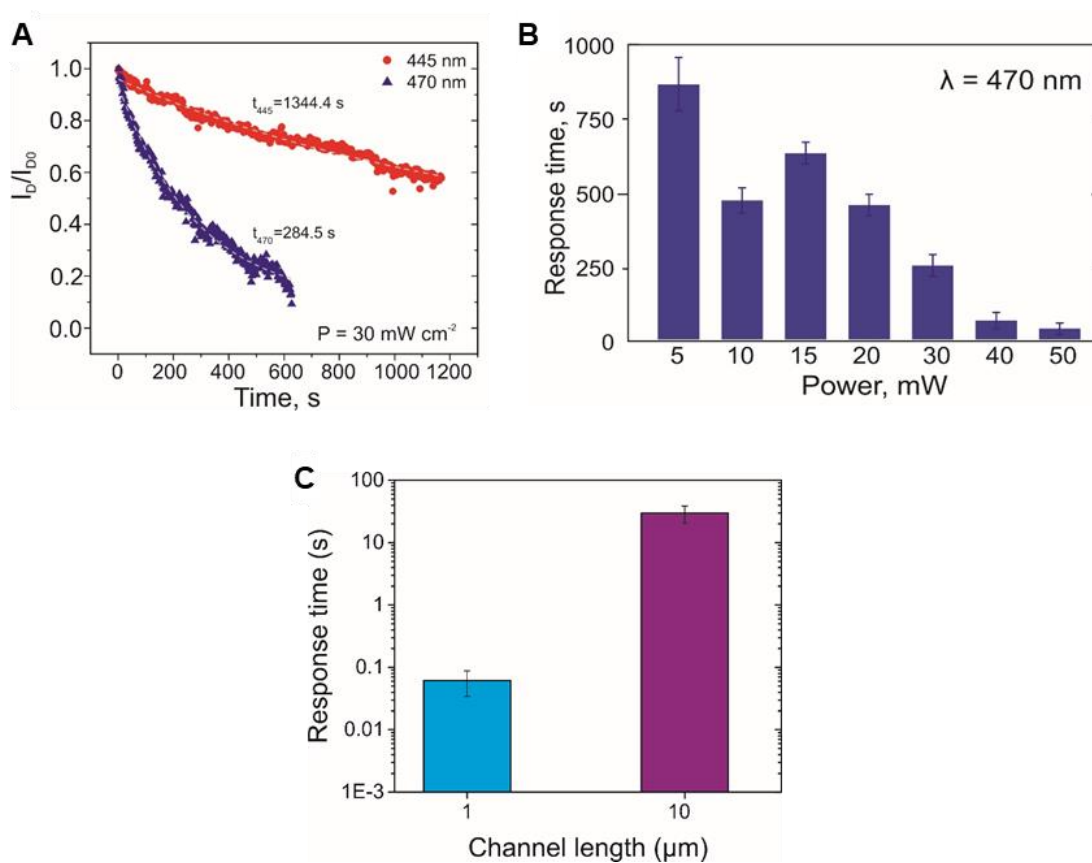 A
1.0
0.8
0.6
0.4
0.2
0.0
I_D/I_D0
445 nm
470 nm
t_445=1344.4 s
t_470=284.5 s
P = 30 mW cm⁻²
0 200 400 600 800 1000 1200
Time, s
B
1000
750
500
250
0
Response time, s
λ = 470 nm
5 10 15 20 30 40 50
Power, mW
C
100
10
1
0.1
0.01
1E-3
Response time (s)
1 10
Channel length (μm)